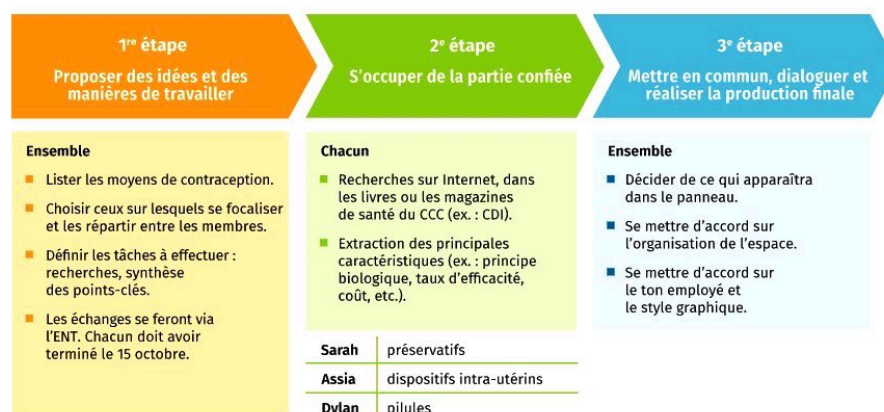 1re étape
Proposer des idées et des
manières de travailler
Ensemble
Lister les moyens de contraception.
Choisir ceux sur lesquels se focaliser
et les répartir entre les membres.
Définir les tâches à effectuer :
recherches, synthèse
des points-clés.
Les échanges se feront via
l'ENT. Chacun doit avoir
terminé le 15 octobre.
2e étape
S'occuper de la partie confiée
Chacun
Recherches sur Internet, dans
les livres ou les magazines
de santé du CCC (ex. : CDI).
Extraction des principales
caractéristiques (ex. : principe
biologique, taux d'efficacité,
coût, etc.).
Sarah préservatifs
Assia dispositifs intra-utérins
Dylan pilules
3e étape
Mettre en commun, dialoguer et
réaliser la production finale
Ensemble
Décider de ce qui apparaîtra
dans le panneau.
Se mettre d'accord sur
l'organisation de l'espace.
Se mettre d'accord sur
le ton employé et
le style graphique.